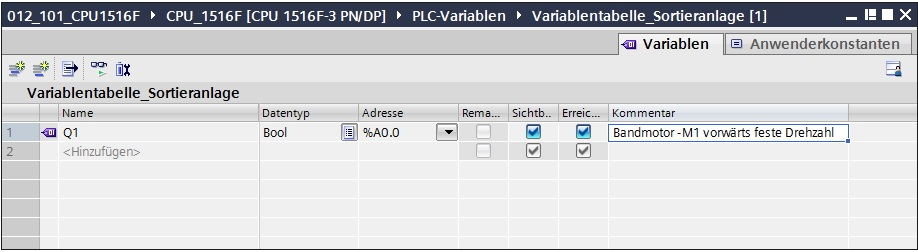 012_101_CPU1516F ▸ CPU_1516F [CPU 1516F-3 PN/DP] ▸ PLC-Variablen ▸ Variablentabelle_Sortieranlage [1]
Variablen Anwenderkonstanten
Variablentabelle_Sortieranlage
Name Datentyp Adresse Rema... Sichtb... Erreic... Kommentar
1 Q1 Bool %A0.0 Bandmotor -M1 vorwärts feste Drehzahl
2 <Hinzufügen>